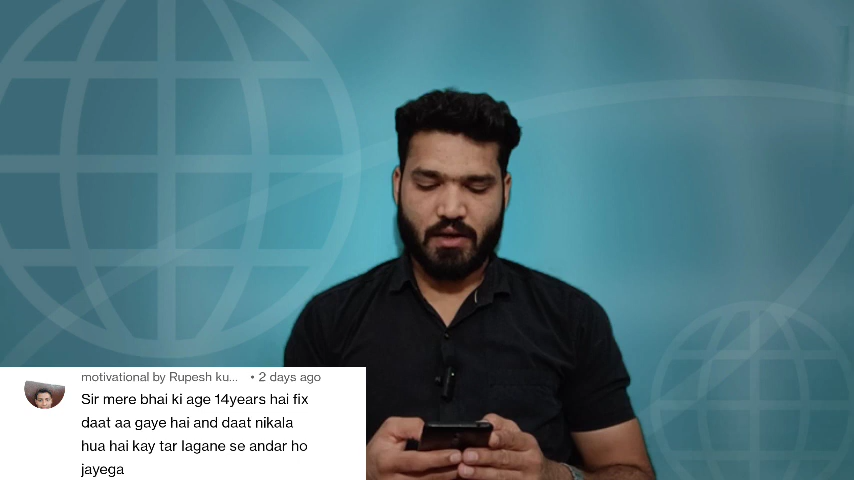 motivational by Rupesh ku... • 2 days ago
Sir mere bhai ki age 14years hai fix
daat aa gaye hai and daat nikala
hua hai kay tar lagane se andar ho
jayega